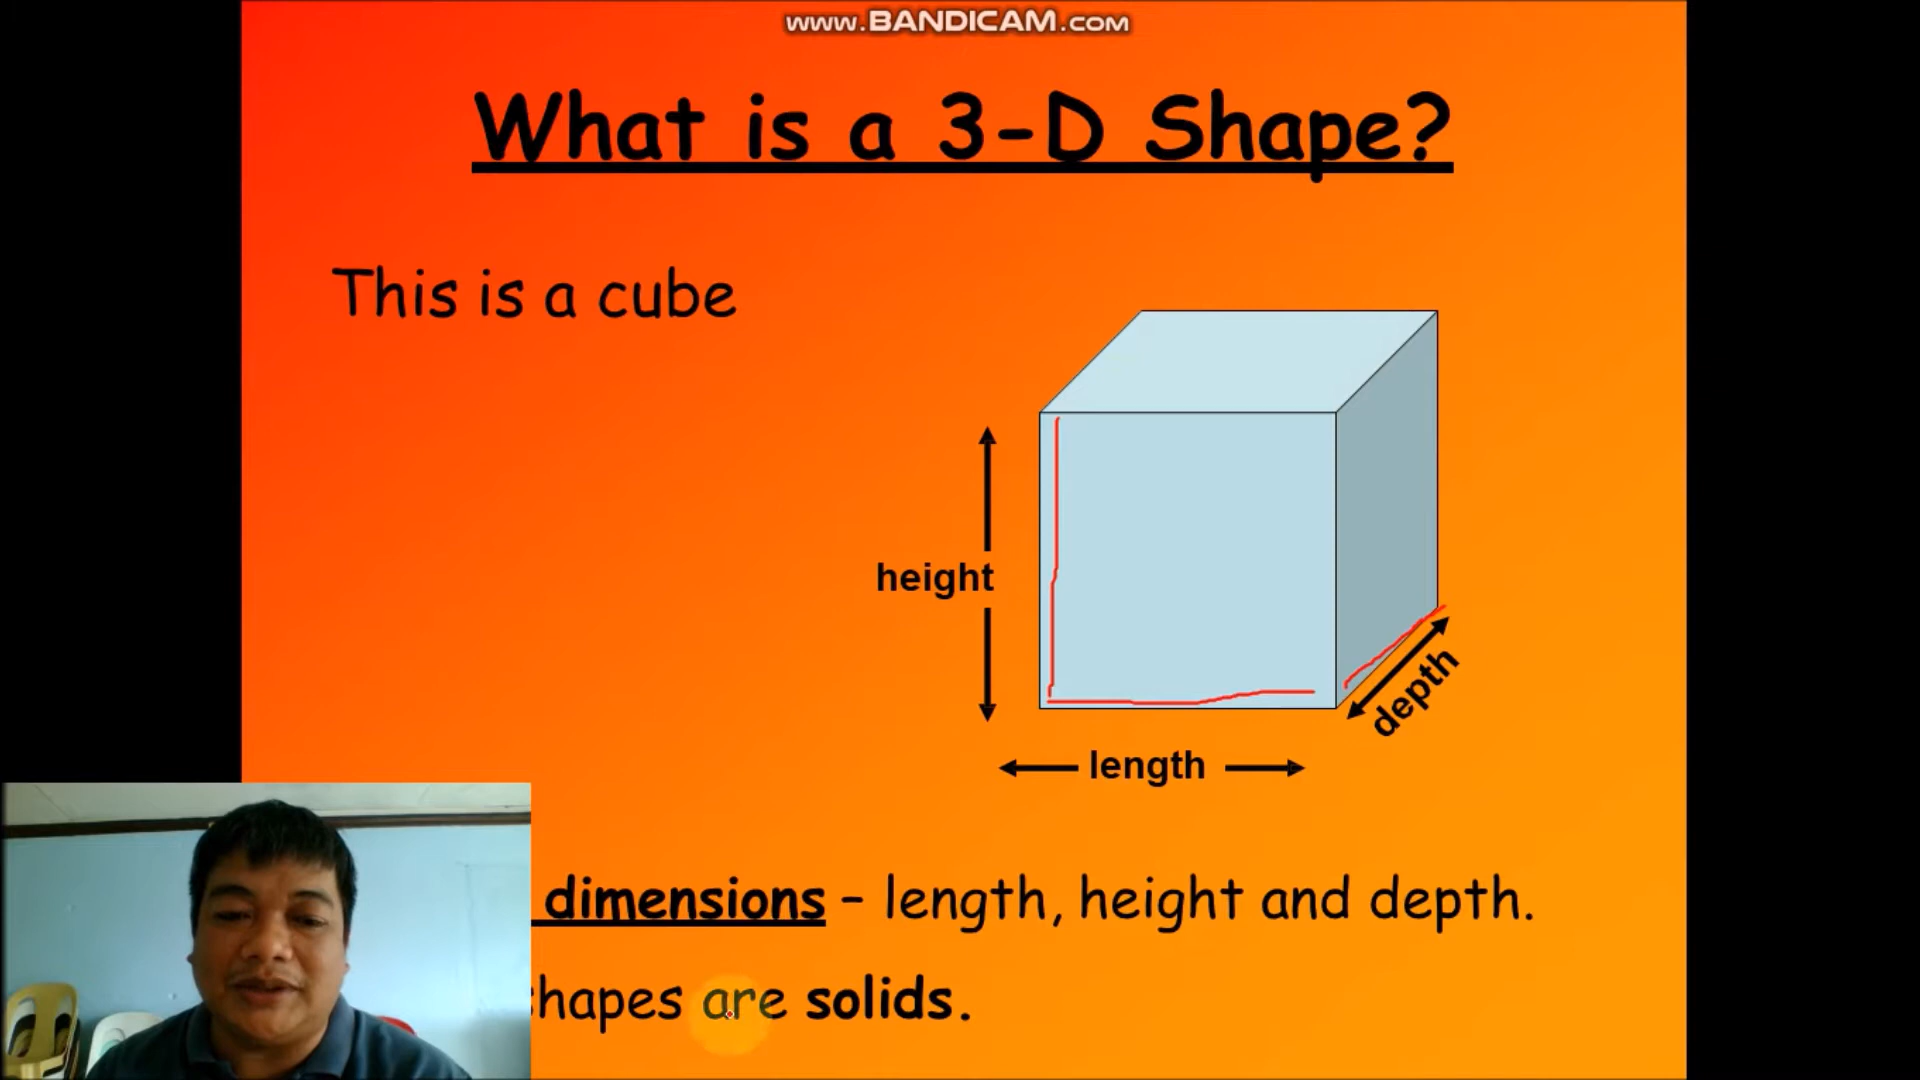 www.BANDICAM.com
What is a 3-D Shape?
This is a cube
height
depth
length
dimensions – length, height and depth.
shapes are solids.